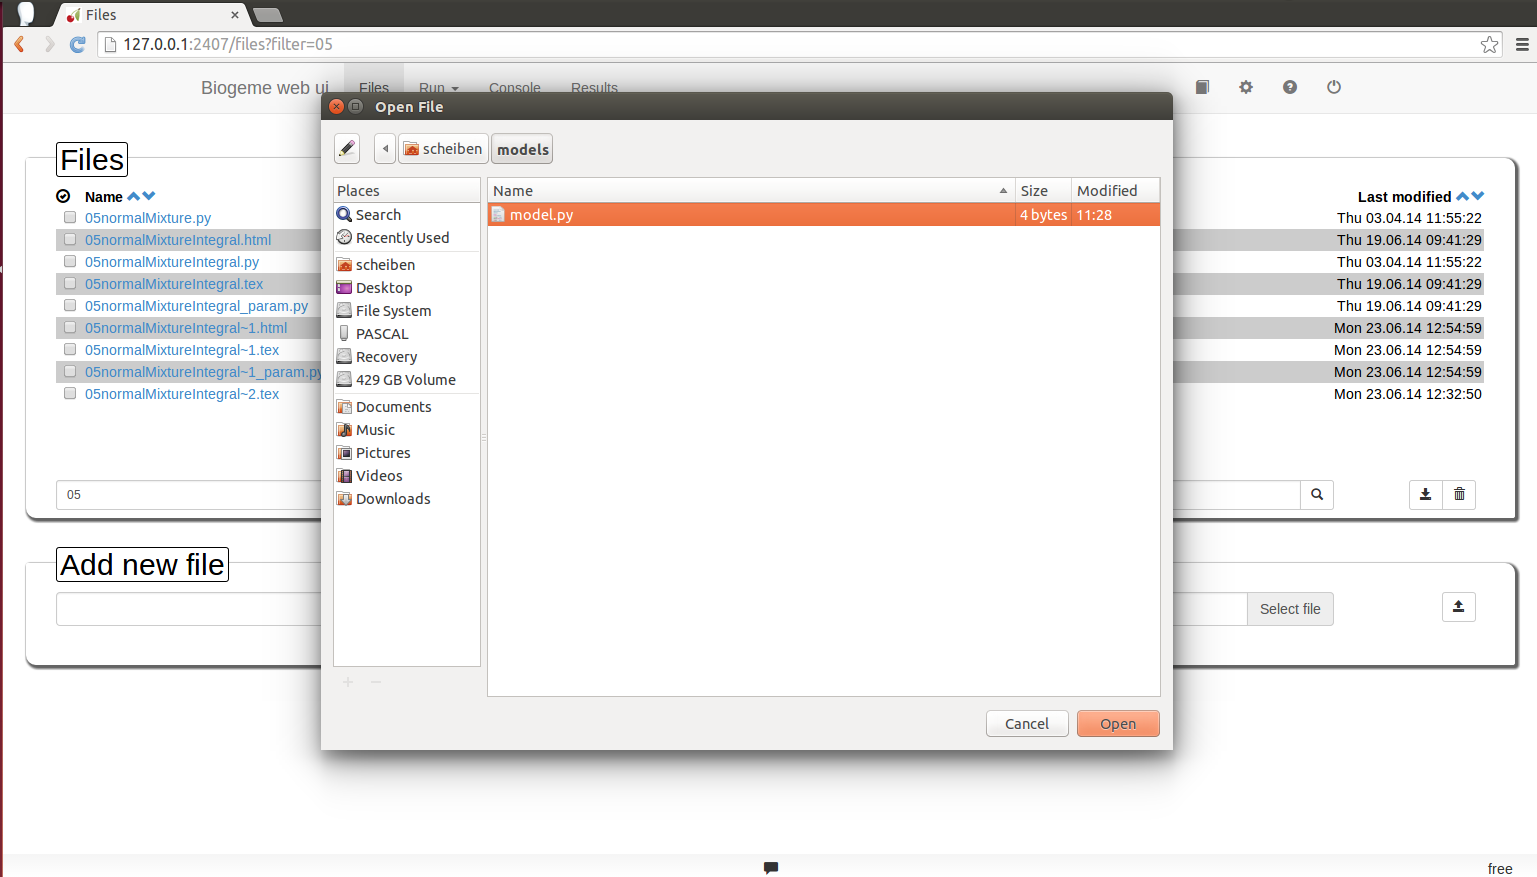 Files
127.0.0.1:2407/files?filter=05
Biogeme web ui Files Run Console Results
Open File
scheiben models
Places
Search
Recently Used
scheiben
Desktop
File System
PASCAL
Recovery
429 GB Volume
Documents
Music
Pictures
Videos
Downloads
Name Size Modified
model.py 4 bytes 11:28
Cancel Open
Files
Name Last modified
05normalMixture.py Thu 03.04.14 11:55:22
05normalMixtureIntegral.html Thu 19.06.14 09:41:29
05normalMixtureIntegral.py Thu 03.04.14 11:55:22
05normalMixtureIntegral.tex Thu 19.06.14 09:41:29
05normalMixtureIntegral_param.py Thu 19.06.14 09:41:29
05normalMixtureIntegral~1.html Mon 23.06.14 12:54:59
05normalMixtureIntegral~1.tex Mon 23.06.14 12:54:59
05normalMixtureIntegral~1_param.py Mon 23.06.14 12:54:59
05normalMixtureIntegral~2.tex Mon 23.06.14 12:32:50
05
Add new file
Select file
free